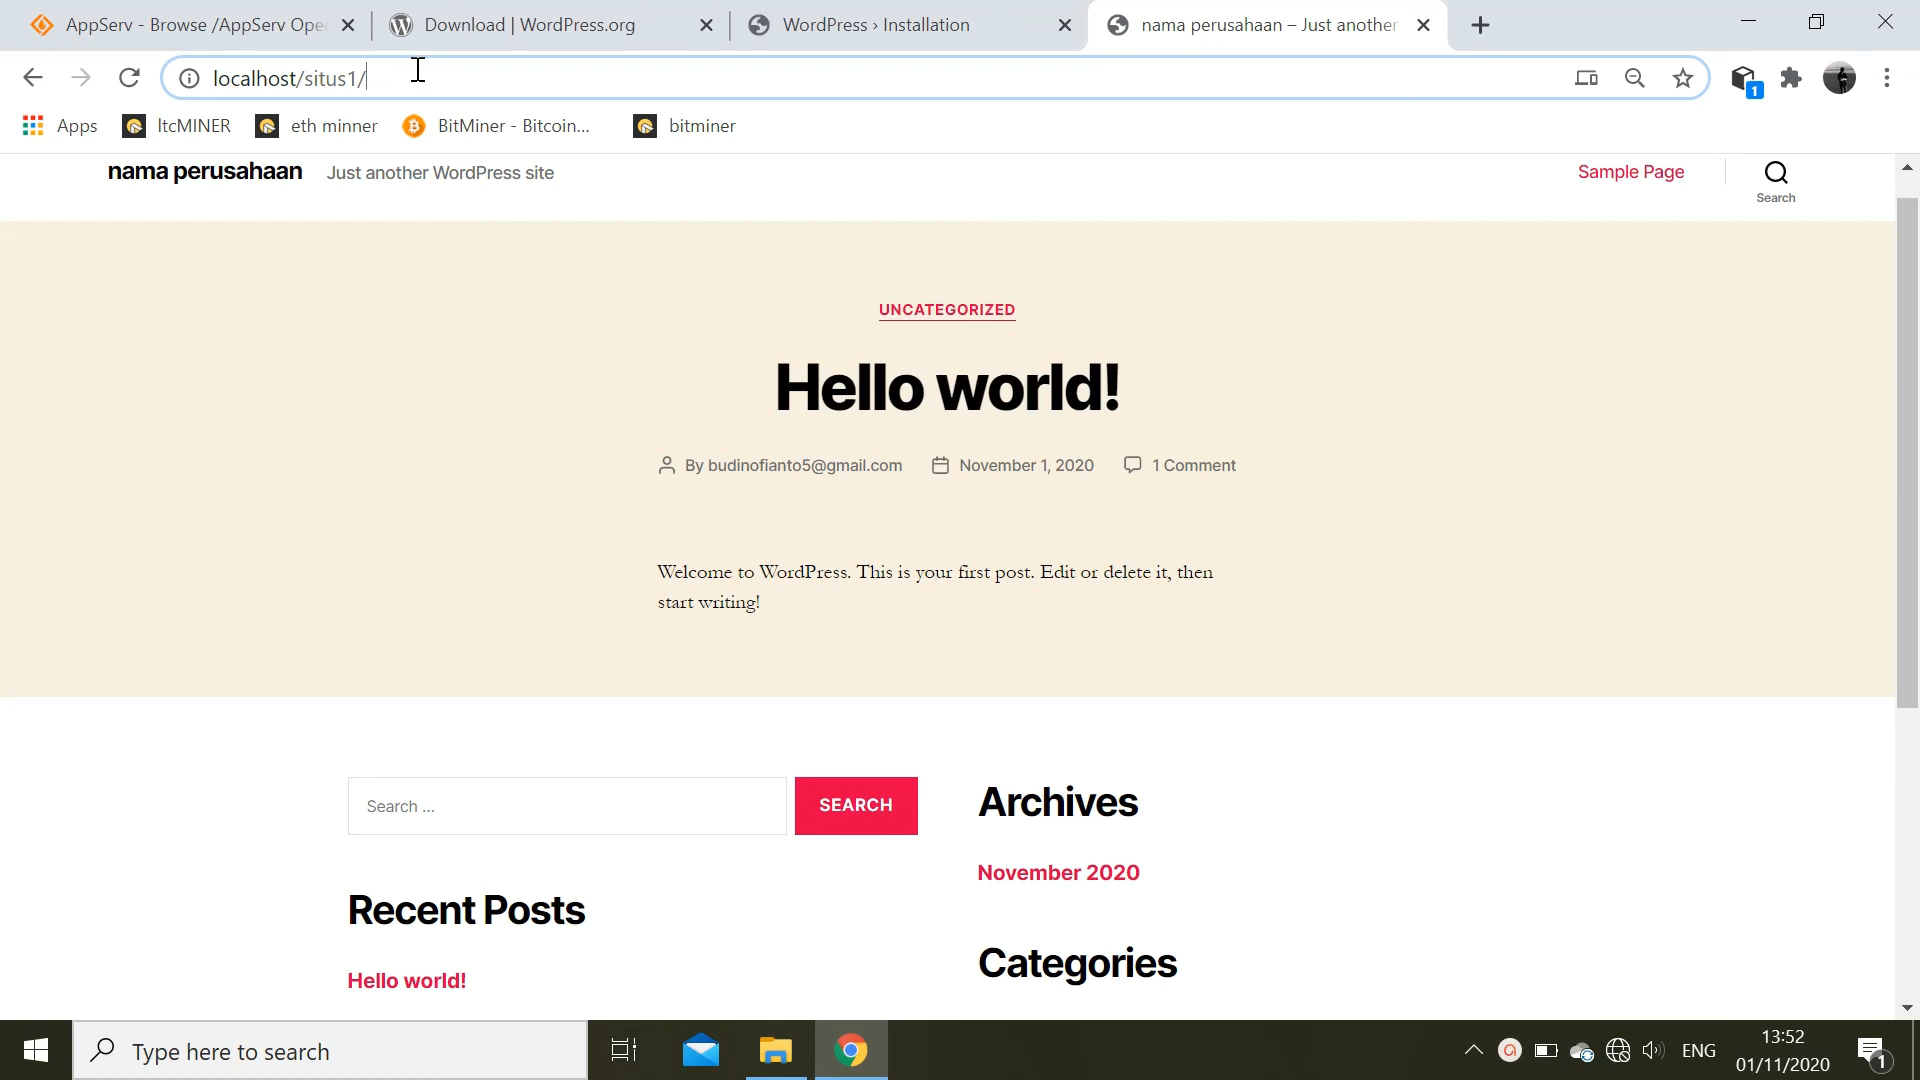 AppServ - Browse /AppServ Ope
Download | WordPress.org
WordPress › Installation
nama perusahaan – Just another
localhost/situs1/
1
Apps
ltcMINER
eth minner
BitMiner - Bitcoin...
bitminer
nama perusahaan
Just another WordPress site
Sample Page
Search
UNCATEGORIZED
Hello world!
By budinofianto5@gmail.com
November 1, 2020
1 Comment
Welcome to WordPress. This is your first post. Edit or delete it, then
start writing!
Search ...
SEARCH
Archives
November 2020
Recent Posts
Categories
Hello world!
Type here to search
ENG
13:52
01/11/2020
1